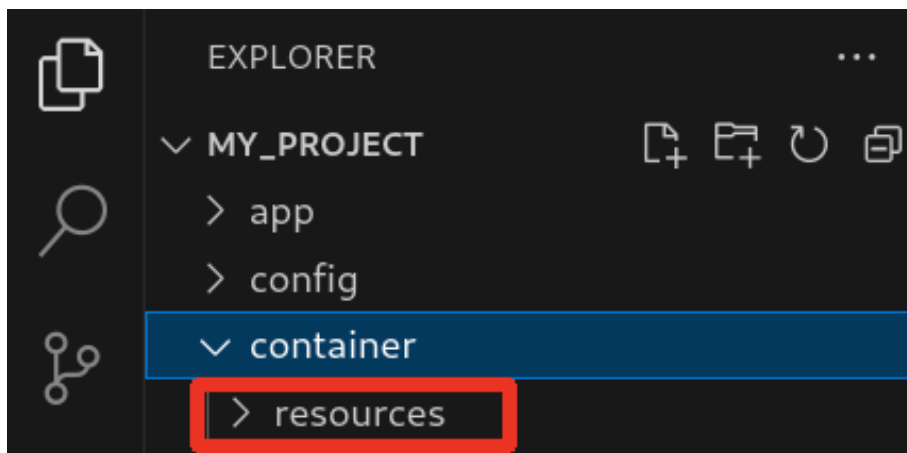 EXPLORER
MY_PROJECT
app
config
container
resources